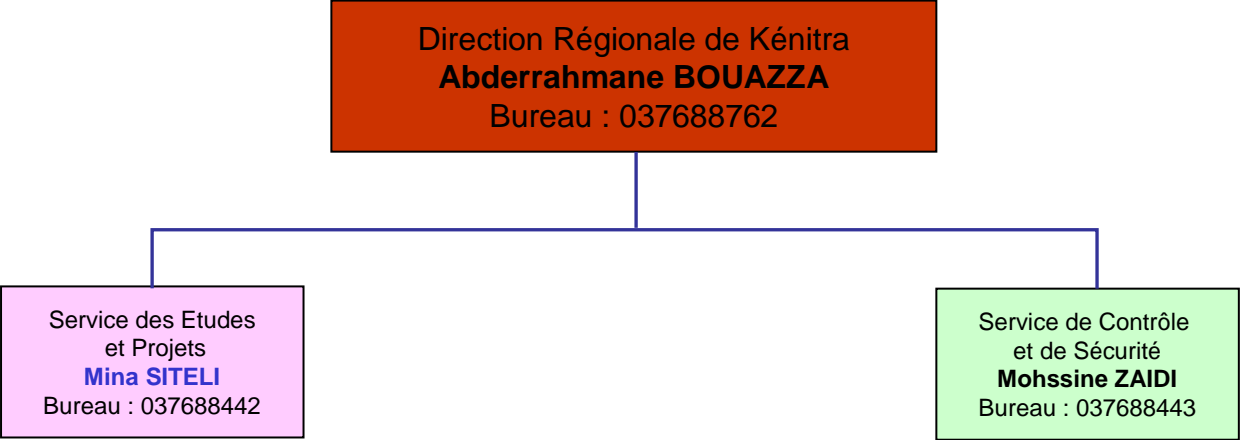 Direction Régionale de Kénitra
Abderrahmane BOUAZZA
Bureau : 037688762
Service des Etudes
et Projets
Mina SITELI
Bureau : 037688442
Service de Contrôle
et de Sécurité
Mohssine ZAIDI
Bureau : 037688443